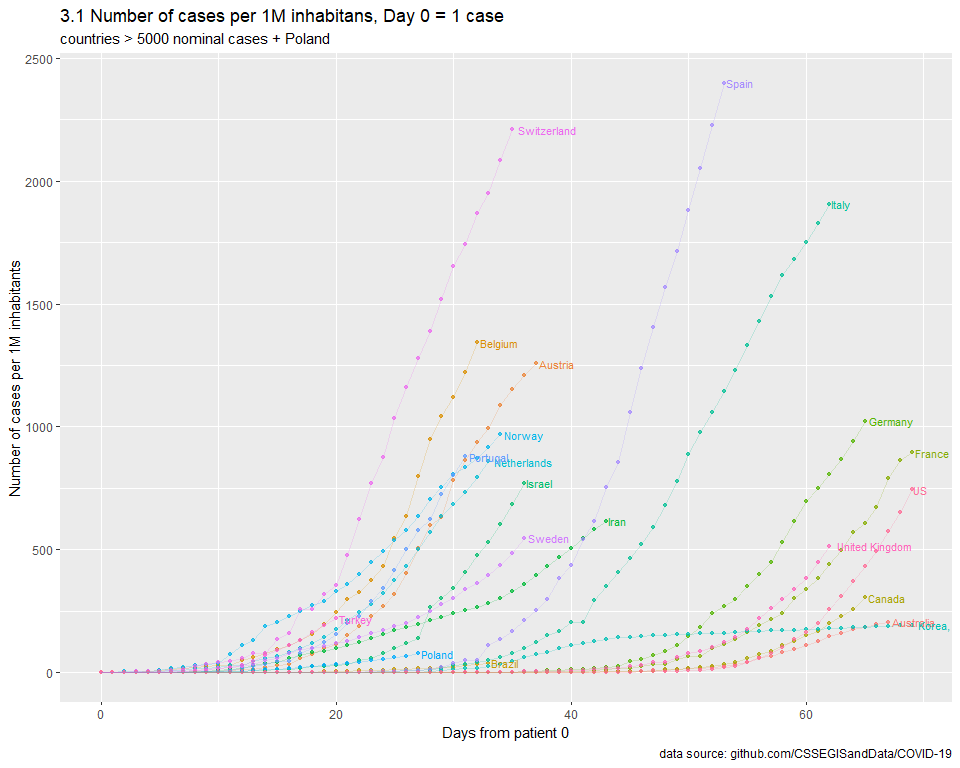 3.1 Number of cases per 1M inhabitans, Day 0 = 1 case
countries > 5000 nominal cases + Poland
Number of cases per 1M inhabitants
2500
2000
1500
1000
500
0
Spain
Switzerland
Italy
Belgium
Austria
Norway
Portugal
Netherlands
Israel
Iran
Sweden
Turkey
Poland
Brazil
Germany
France
US
United Kingdom
Canada
Australia
Korea,
0
20
40
60
Days from patient 0
data source: github.com/CSSEGISandData/COVID-19